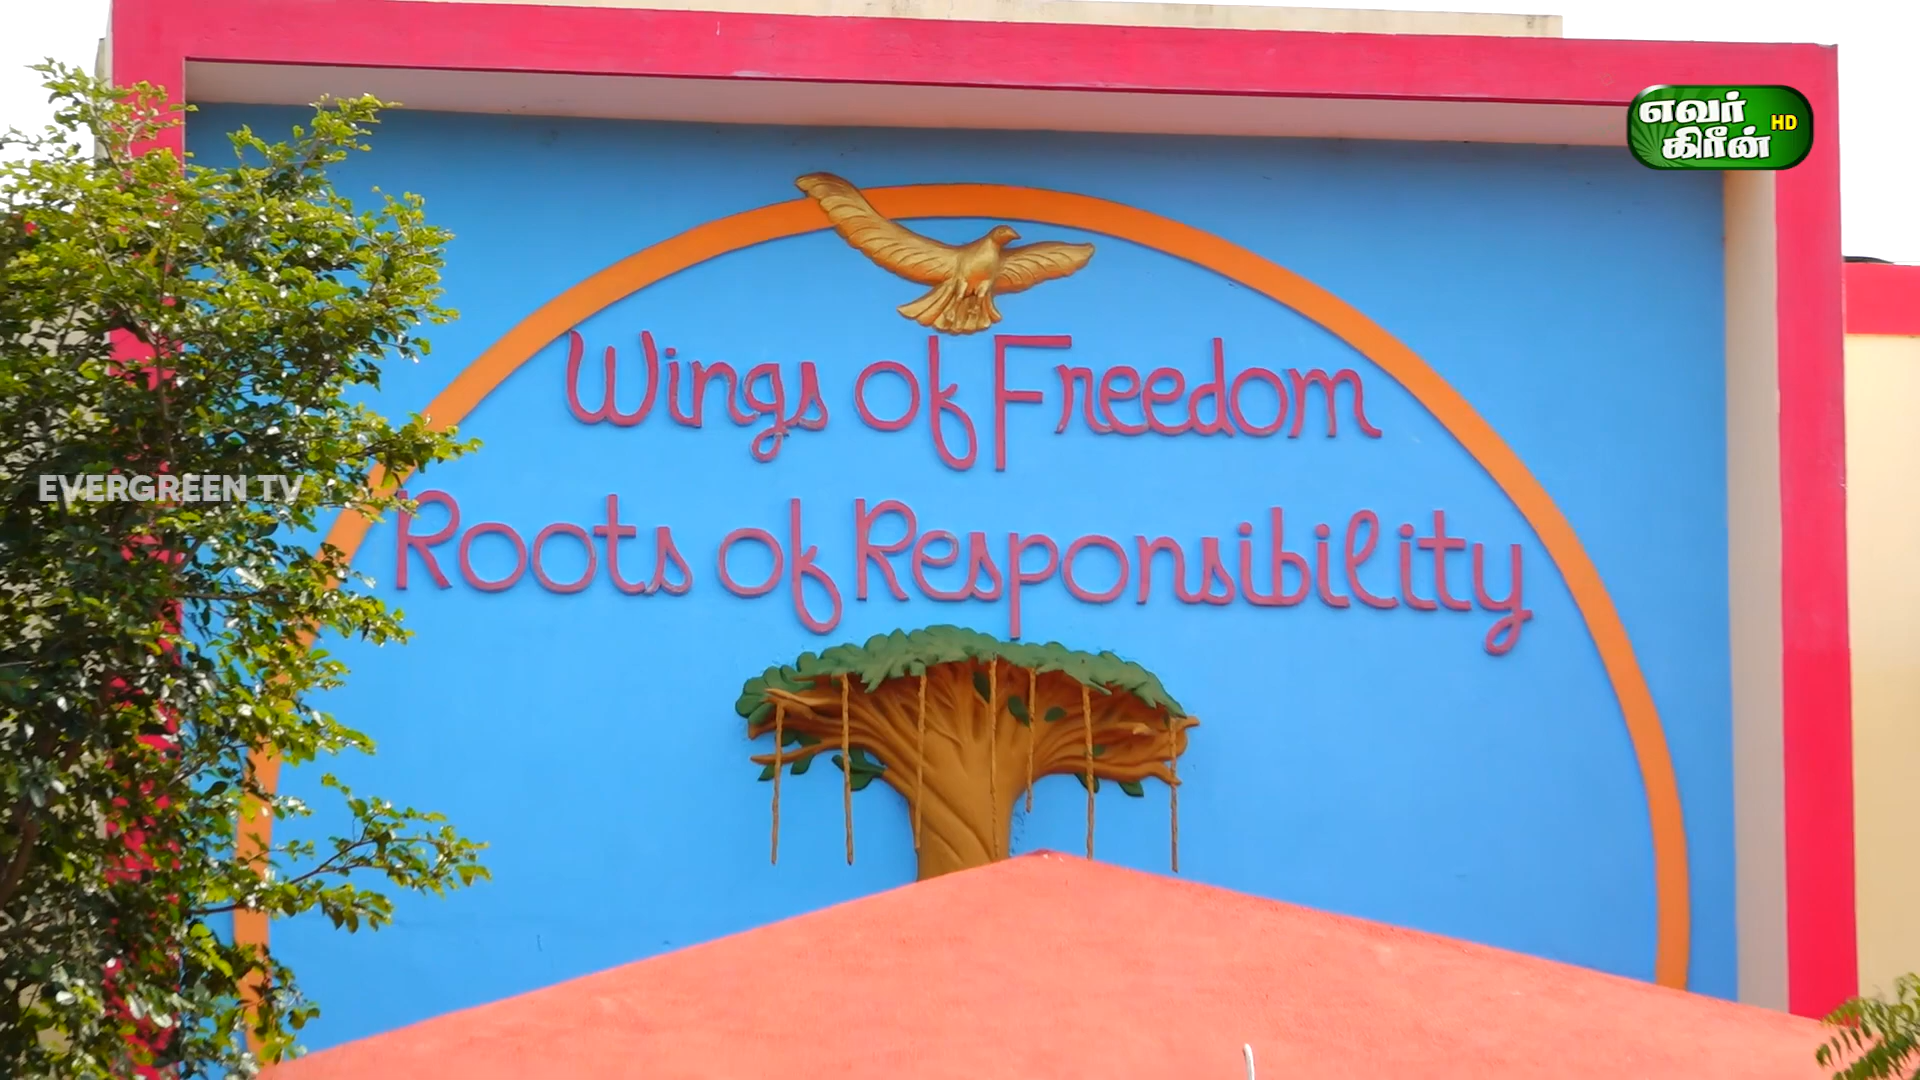 எவர்
கிரீன் HD
Wings of Freedom
EVERGREEN TV
Roots of Responsibility